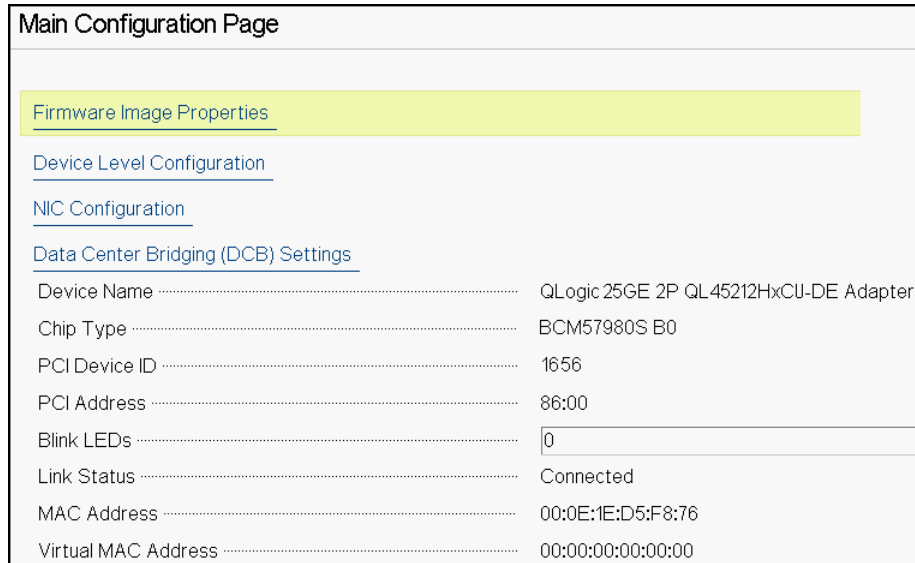 Main Configuration Page
Firmware Image Properties
Device Level Configuration
NIC Configuration
Data Center Bridging (DCB) Settings
Device Name QLogic 25GE 2P QL45212HxCU-DE Adapter
Chip Type BCM57980S B0
PCI Device ID 1656
PCI Address 86:00
Blink LEDs 0
Link Status Connected
MAC Address 00:0E:1E:D5:F8:76
Virtual MAC Address 00:00:00:00:00:00